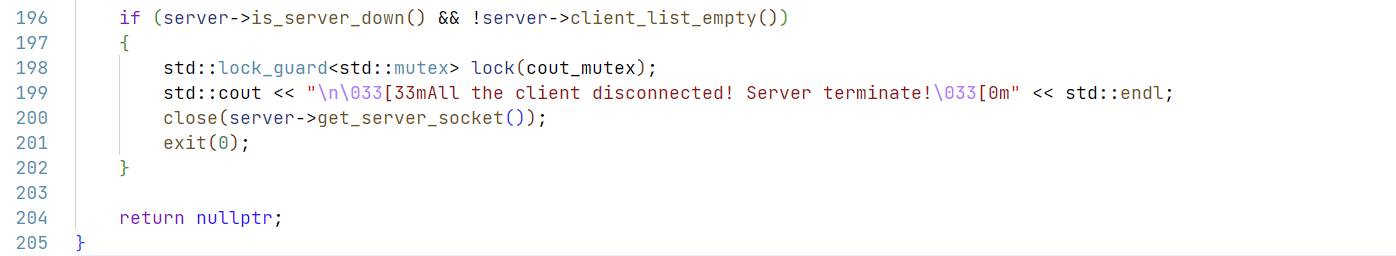 196 if (server->is_server_down() && !server->client_list_empty())
197 {
198 std::lock_guard<std::mutex> lock(cout_mutex);
199 std::cout << "\n\033[33mAll the client disconnected! Server terminate!\033[0m" << std::endl;
200 close(server->get_server_socket());
201 exit(0);
202 }
203
204 return nullptr;
205 }